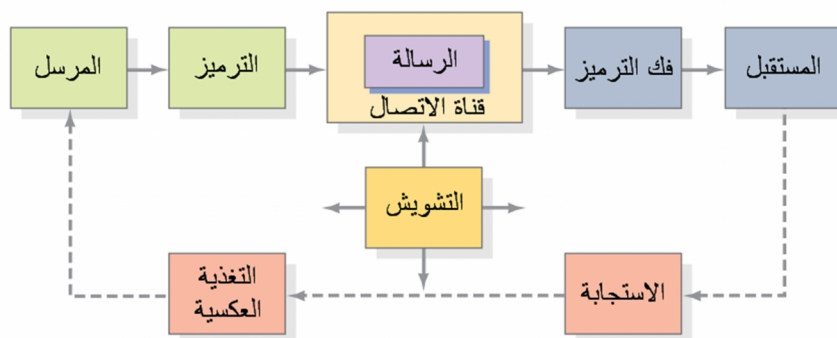 المرسل
الترميز
الرسالة
قناة الاتصال
فك الترميز
المستقبل
التشويش
الاستجابة
التغذية
العكسية